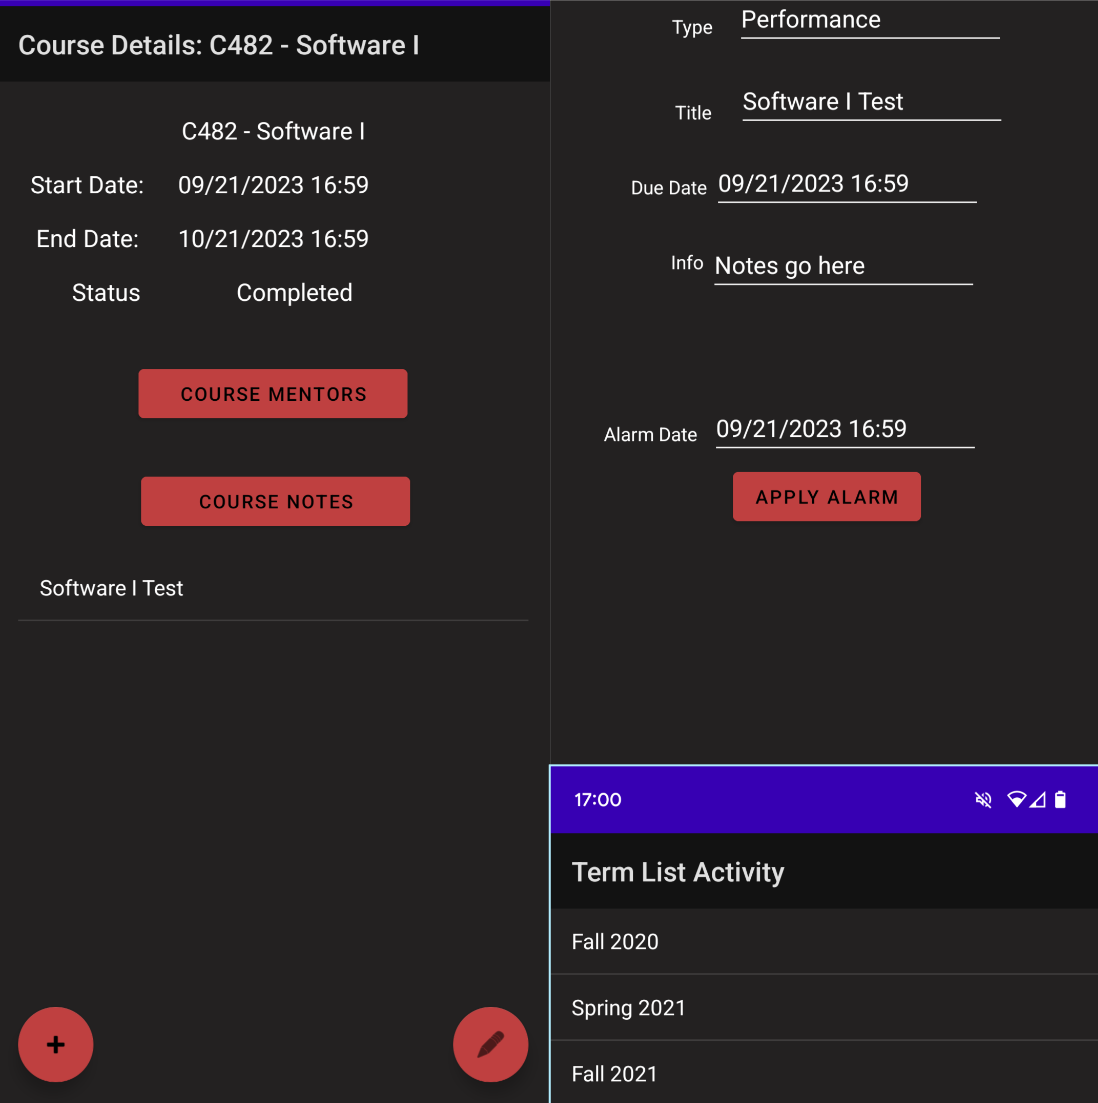 Course Details: C482 - Software I
C482 - Software I
Start Date: 09/21/2023 16:59
End Date: 10/21/2023 16:59
Status Completed
COURSE MENTORS
COURSE NOTES
Software I Test
+
Type Performance
Title Software I Test
Due Date 09/21/2023 16:59
Info Notes go here
Alarm Date 09/21/2023 16:59
APPLY ALARM
17:00
Term List Activity
Fall 2020
Spring 2021
Fall 2021